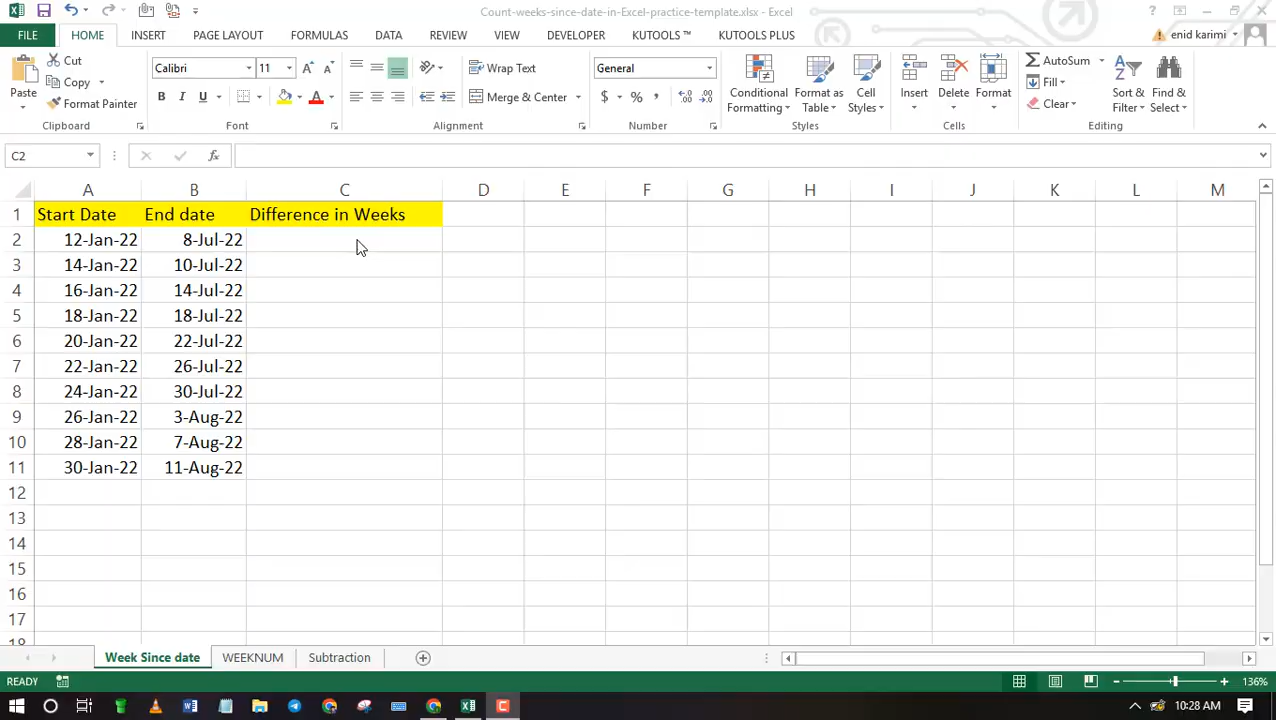 Count-weeks-since-date-in-Excel-practice-template.xlsx - Excel
FILE HOME INSERT PAGE LAYOUT FORMULAS DATA REVIEW VIEW DEVELOPER KUTOOLS ™ KUTOOLS PLUS enid karimi
Paste
Cut
Copy
Format Painter
Clipboard
Calibri 11
B I U A
Font
Wrap Text
Merge & Center
Alignment
General
$ % ,
Number
Conditional Formatting
Format as Table
Cell Styles
Styles
Insert Delete Format
Cells
AutoSum
Fill
Clear
Sort & Filter
Find & Select
Editing
C2 fx
A B C D E F G H I J K L M
1 Start Date End date Difference in Weeks
2 12-Jan-22 8-Jul-22
3 14-Jan-22 10-Jul-22
4 16-Jan-22 14-Jul-22
5 18-Jan-22 18-Jul-22
6 20-Jan-22 22-Jul-22
7 22-Jan-22 26-Jul-22
8 24-Jan-22 30-Jul-22
9 26-Jan-22 3-Aug-22
10 28-Jan-22 7-Aug-22
11 30-Jan-22 11-Aug-22
12
13
14
15
16
17
18
Week Since date WEEKNUM Subtraction
READY 136%
10:28 AM